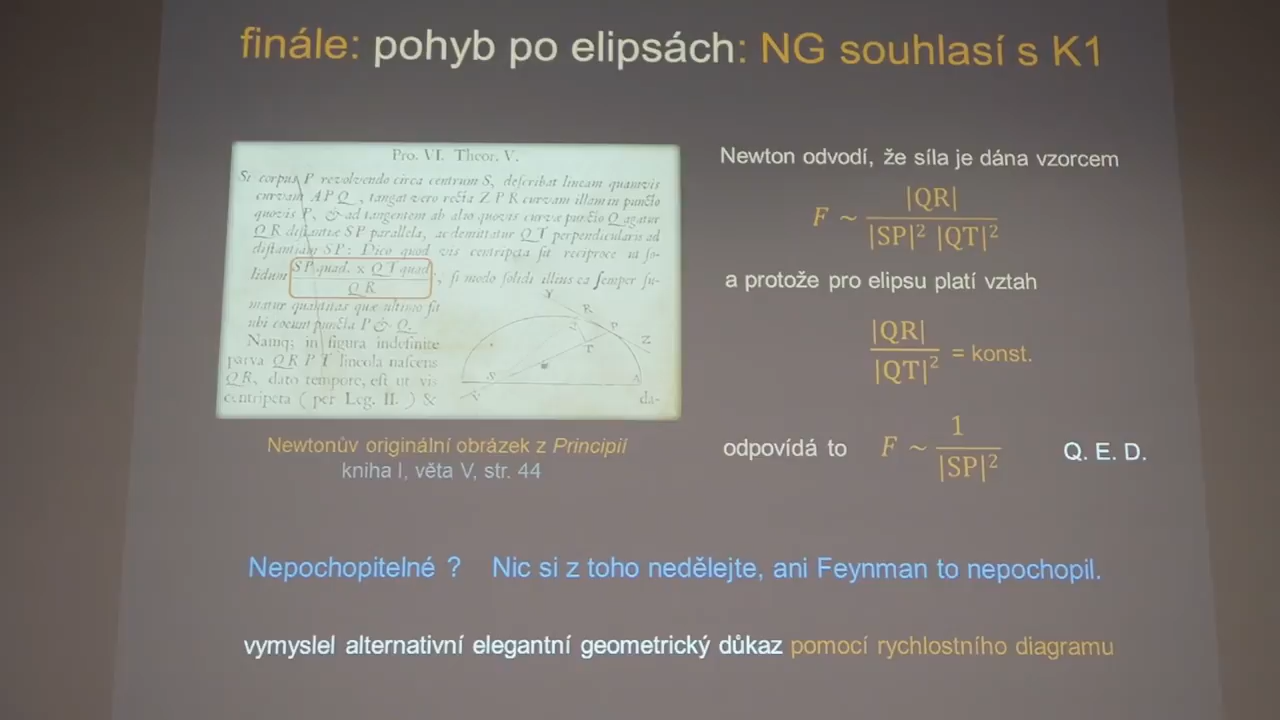 finále: pohyb po elipsách: NG souhlasí s K1
Pro. VI. Theor. V.
Si corpus P revolvendo circa centrum S, describat lineam quamvis
curvam APQ, tangat vero recta ZPR curvam illam in puncto
quovis P, & ad tangentem ab alio quovis curvæ puncto Q agatur
QR distantiæ SP parallela, ac demittatur QT perpendicularis ad
distantiam SP: Dico quod vis centripeta sit reciproce ut so-
lidum SP quad. x QT quad. / QR, si modo solidi illius ea semper su-
matur quantitas quæ ultimo fit
ubi coeunt puncta P & Q.
Namq; in figura indefinite
parva QRPT lineola nascens
QR, dato tempore, est ut vis
centripeta (per Leg. II.) &
da-
Y
R
P
Z
T
S
A
V
Newtonův originální obrázek z Principií
kniha I, věta V, str. 44
Newton odvodí, že síla je dána vzorcem
F ~ |QR| / |SP|² |QT|²
a protože pro elipsu platí vztah
|QR| / |QT|² = konst.
odpovídá to F ~ 1 / |SP|² Q. E. D.
Nepochopitelné ? Nic si z toho nedělejte, ani Feynman to nepochopil.
vymyslel alternativní elegantní geometrický důkaz pomocí rychlostního diagramu